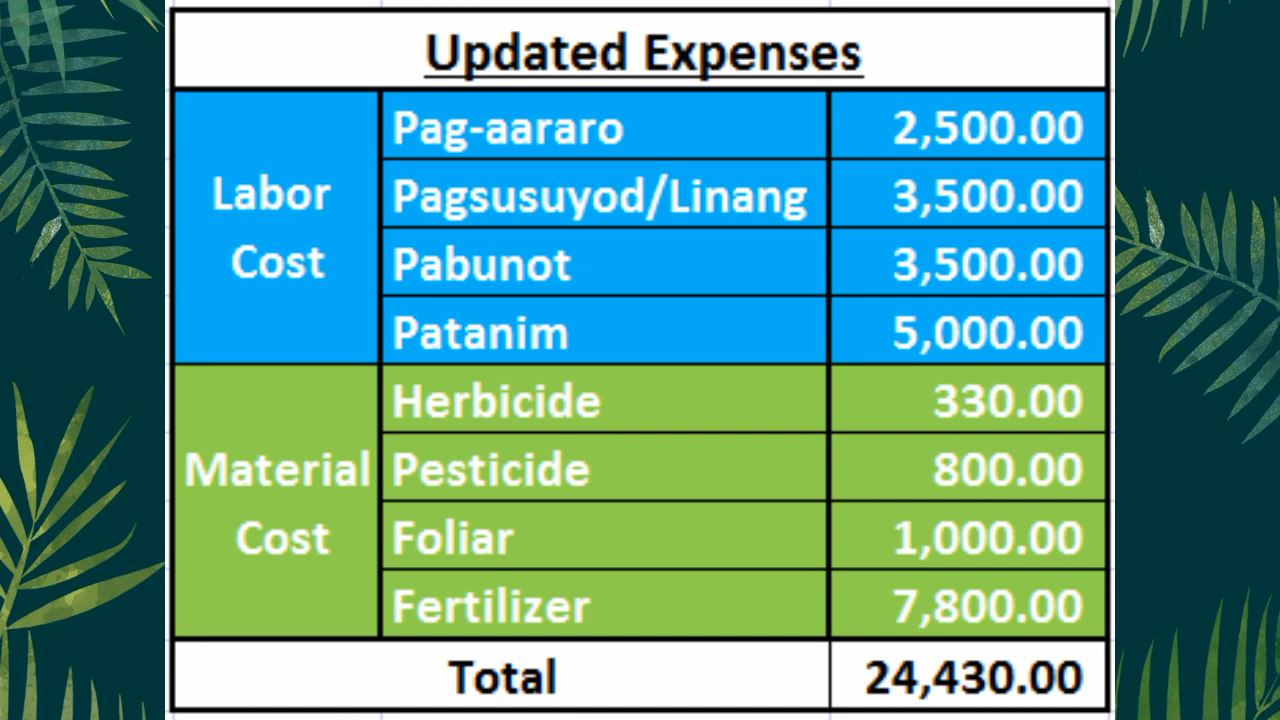 Updated Expenses
Labor
Cost
Pag-aararo 2,500.00
Pagsusuyod/Linang 3,500.00
Pabunot 3,500.00
Patanim 5,000.00
Material
Cost
Herbicide 330.00
Pesticide 800.00
Foliar 1,000.00
Fertilizer 7,800.00
Total 24,430.00